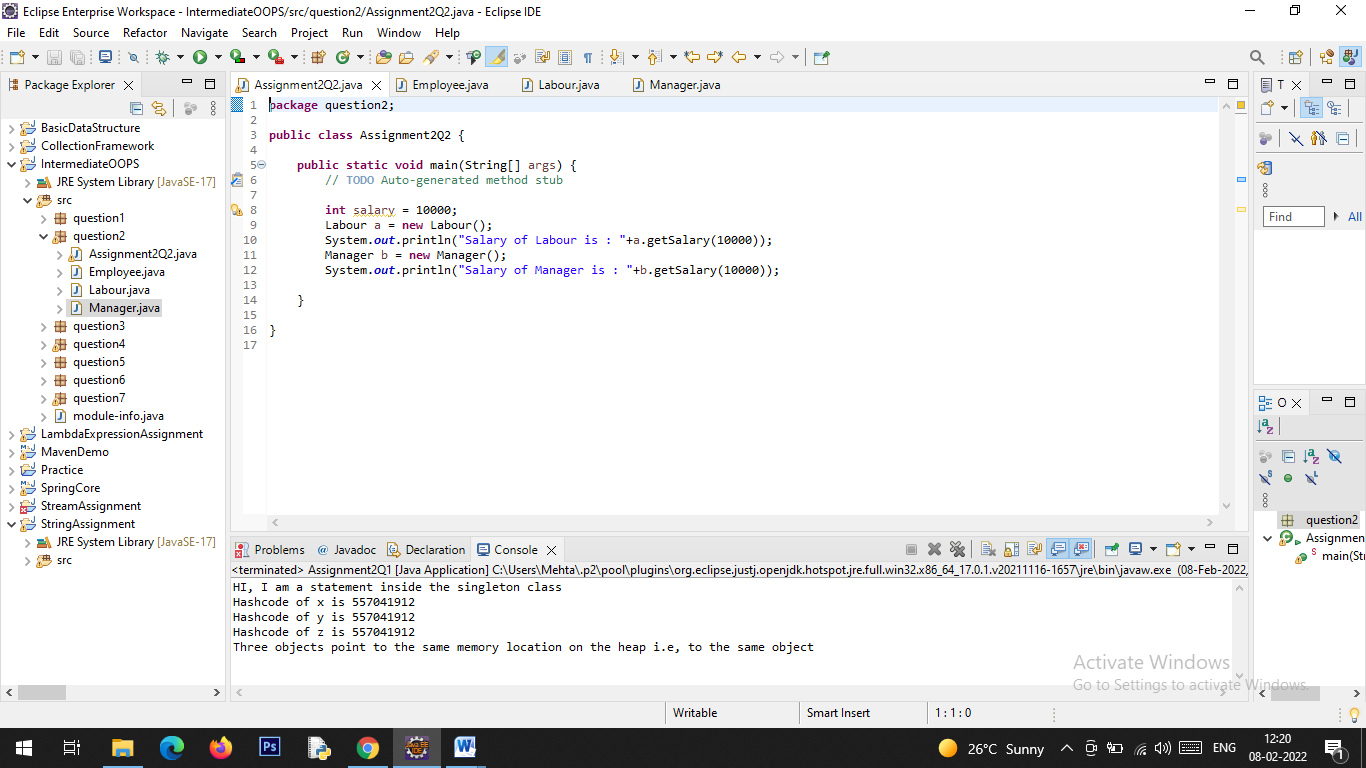 Eclipse Enterprise Workspace - IntermediateOOPS/src/question2/Assignment2Q2.java - Eclipse IDE
File Edit Source Refactor Navigate Search Project Run Window Help
Package Explorer
BasicDataStructure
CollectionFramework
IntermediateOOPS
JRE System Library [JavaSE-17]
src
question1
question2
Assignment2Q2.java
Employee.java
Labour.java
Manager.java
question3
question4
question5
question6
question7
module-info.java
LambdaExpressionAssignment
MavenDemo
Practice
SpringCore
StreamAssignment
StringAssignment
JRE System Library [JavaSE-17]
src
Assignment2Q2.java Employee.java Labour.java Manager.java
1 package question2;
2
3 public class Assignment2Q2 {
4
5 public static void main(String[] args) {
6 // TODO Auto-generated method stub
7
8 int salary = 10000;
9 Labour a = new Labour();
10 System.out.println("Salary of Labour is : "+a.getSalary(10000));
11 Manager b = new Manager();
12 System.out.println("Salary of Manager is : "+b.getSalary(10000));
13
14 }
15
16 }
17
T
Find All
O
question2
Assignmen
main(St
Problems @ Javadoc Declaration Console
<terminated> Assignment2Q1 [Java Application] C:\Users\Mehta\.p2\pool\plugins\org.eclipse.justj.openjdk.hotspot.jre.full.win32.x86_64_17.0.1.v20211116-1657\jre\bin\javaw.exe (08-Feb-2022,
HI, I am a statement inside the singleton class
Hashcode of x is 557041912
Hashcode of y is 557041912
Hashcode of z is 557041912
Three objects point to the same memory location on the heap i.e, to the same object
Activate Windows
Go to Settings to activate Windows.
Writable Smart Insert 1 : 1 : 0
26°C Sunny ENG 12:20
08-02-2022